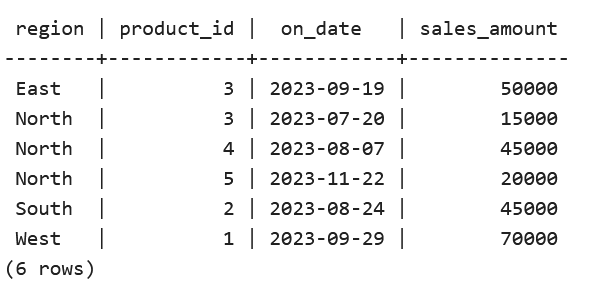 region | product_id |  on_date   | sales_amount
--------+------------+------------+--------------
 East   |          3 | 2023-09-19 |        50000
 North  |          3 | 2023-07-20 |        15000
 North  |          4 | 2023-08-07 |        45000
 North  |          5 | 2023-11-22 |        20000
 South  |          2 | 2023-08-24 |        45000
 West   |          1 | 2023-09-29 |        70000
(6 rows)